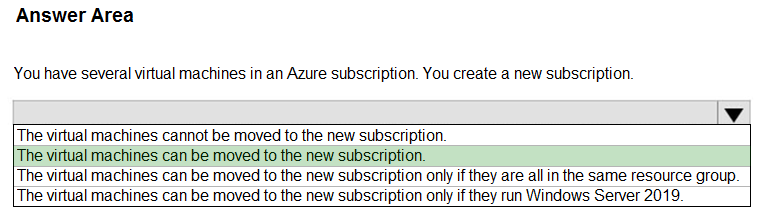 Answer Area
You have several virtual machines in an Azure subscription. You create a new subscription.
The virtual machines cannot be moved to the new subscription.
The virtual machines can be moved to the new subscription.
The virtual machines can be moved to the new subscription only if they are all in the same resource group.
The virtual machines can be moved to the new subscription only if they run Windows Server 2019.